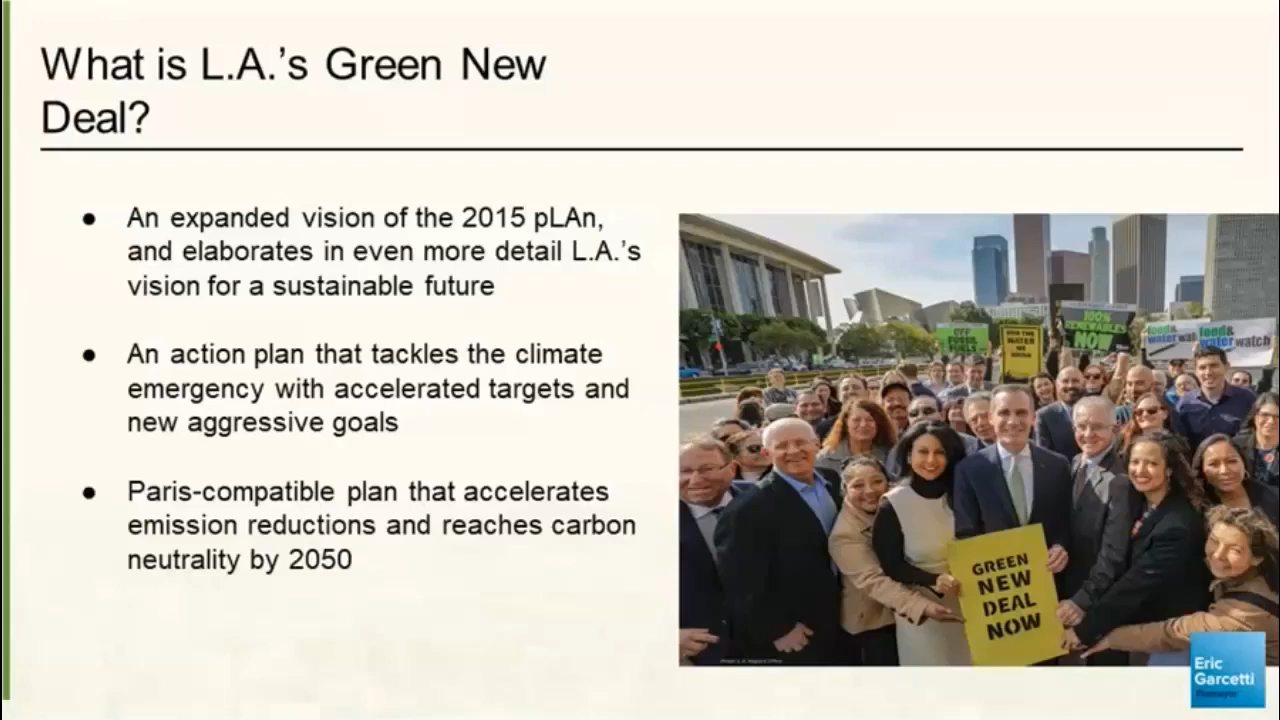 What is L.A.’s Green New
Deal?
● An expanded vision of the 2015 pLAn,
and elaborates in even more detail L.A.’s
vision for a sustainable future
● An action plan that tackles the climate
emergency with accelerated targets and
new aggressive goals
● Paris-compatible plan that accelerates
emission reductions and reaches carbon
neutrality by 2050
100%
RENEWABLES
NOW
food&
water wat
food&
water watch
GREEN
NEW
DEAL
NOW
Eric
Garcetti